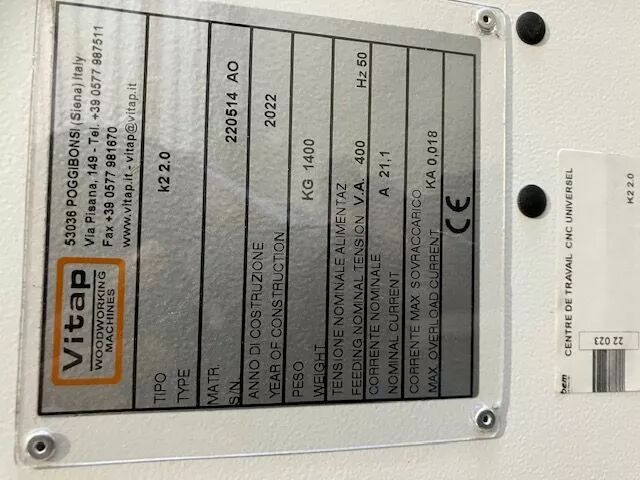 Vitap
WOODWORKING
MACHINES
53036 POGGIBONSI (Siena) Italy
Via Pisana, 149 - Tel. +39 0577 987511
Fax +39 0577 981670
www.vitap.it - vitap@vitap.it
TIPO
TYPE k2 2.0
MATR.
S.N. 220514 AO
ANNO DI COSTRUZIONE
YEAR OF CONSTRUCTION 2022
PESO
WEIGHT KG 1400
TENSIONE NOMINALE ALIMENTAZ
FEEDING NOMINAL TENSION V.A. 400 Hz 50
CORRENTE NOMINALE
NOMINAL CURRENT A 21,1
CORRENTE MAX. SOVRACCARICO
MAX. OVERLOAD CURRENT KA 0,018
CE
bem
CENTRE DE TRAVAIL CNC UNIVERSEL
22 023
K2 2.0